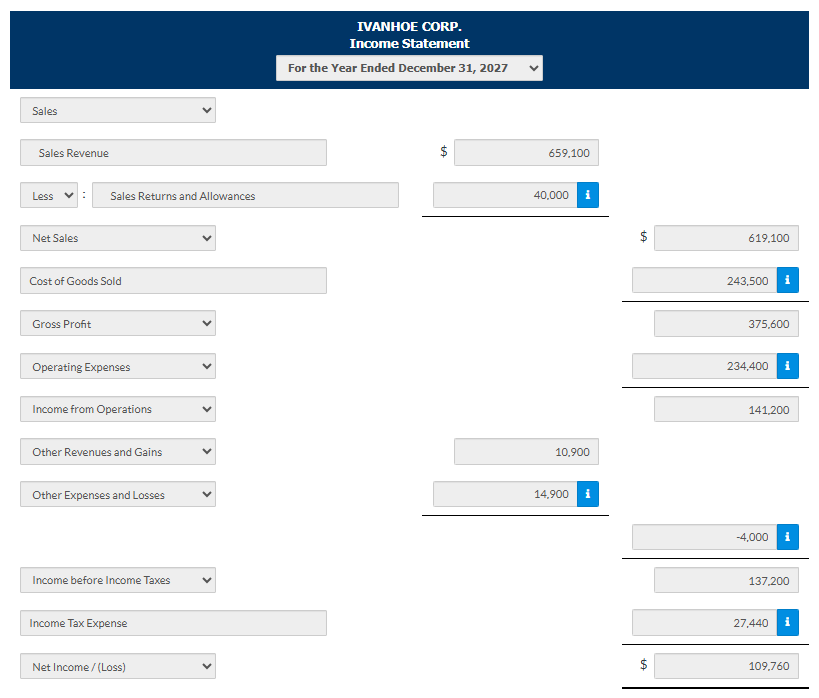 IVANHOE CORP.
Income Statement
For the Year Ended December 31, 2027
Sales
Sales Revenue $ 659,100
Less : Sales Returns and Allowances 40,000 i
Net Sales $ 619,100
Cost of Goods Sold 243,500 i
Gross Profit 375,600
Operating Expenses 234,400 i
Income from Operations 141,200
Other Revenues and Gains 10,900
Other Expenses and Losses 14,900 i
-4,000 i
Income before Income Taxes 137,200
Income Tax Expense 27,440 i
Net Income / (Loss) $ 109,760